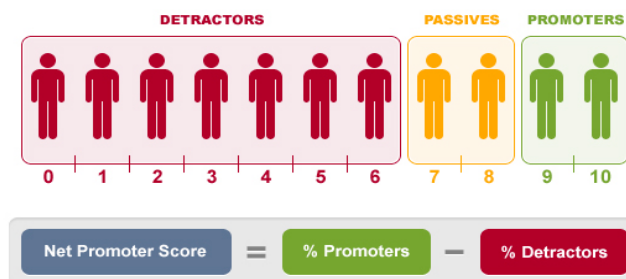 DETRACTORS PASSIVES PROMOTERS
0 1 2 3 4 5 6 7 8 9 10
Net Promoter Score = % Promoters − % Detractors